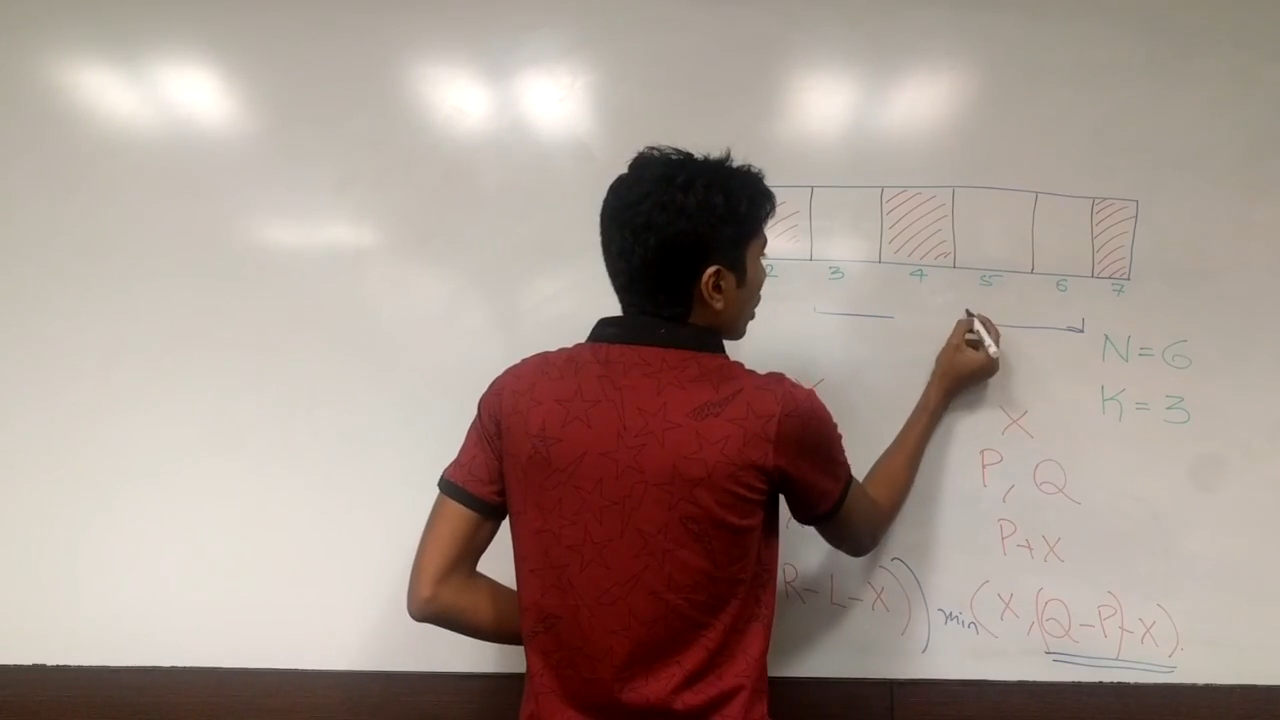 2 3 4 5 6 7
N=6
K=3
X
P, Q
P+X
R-L-X)) min(X,(Q-P)-X).